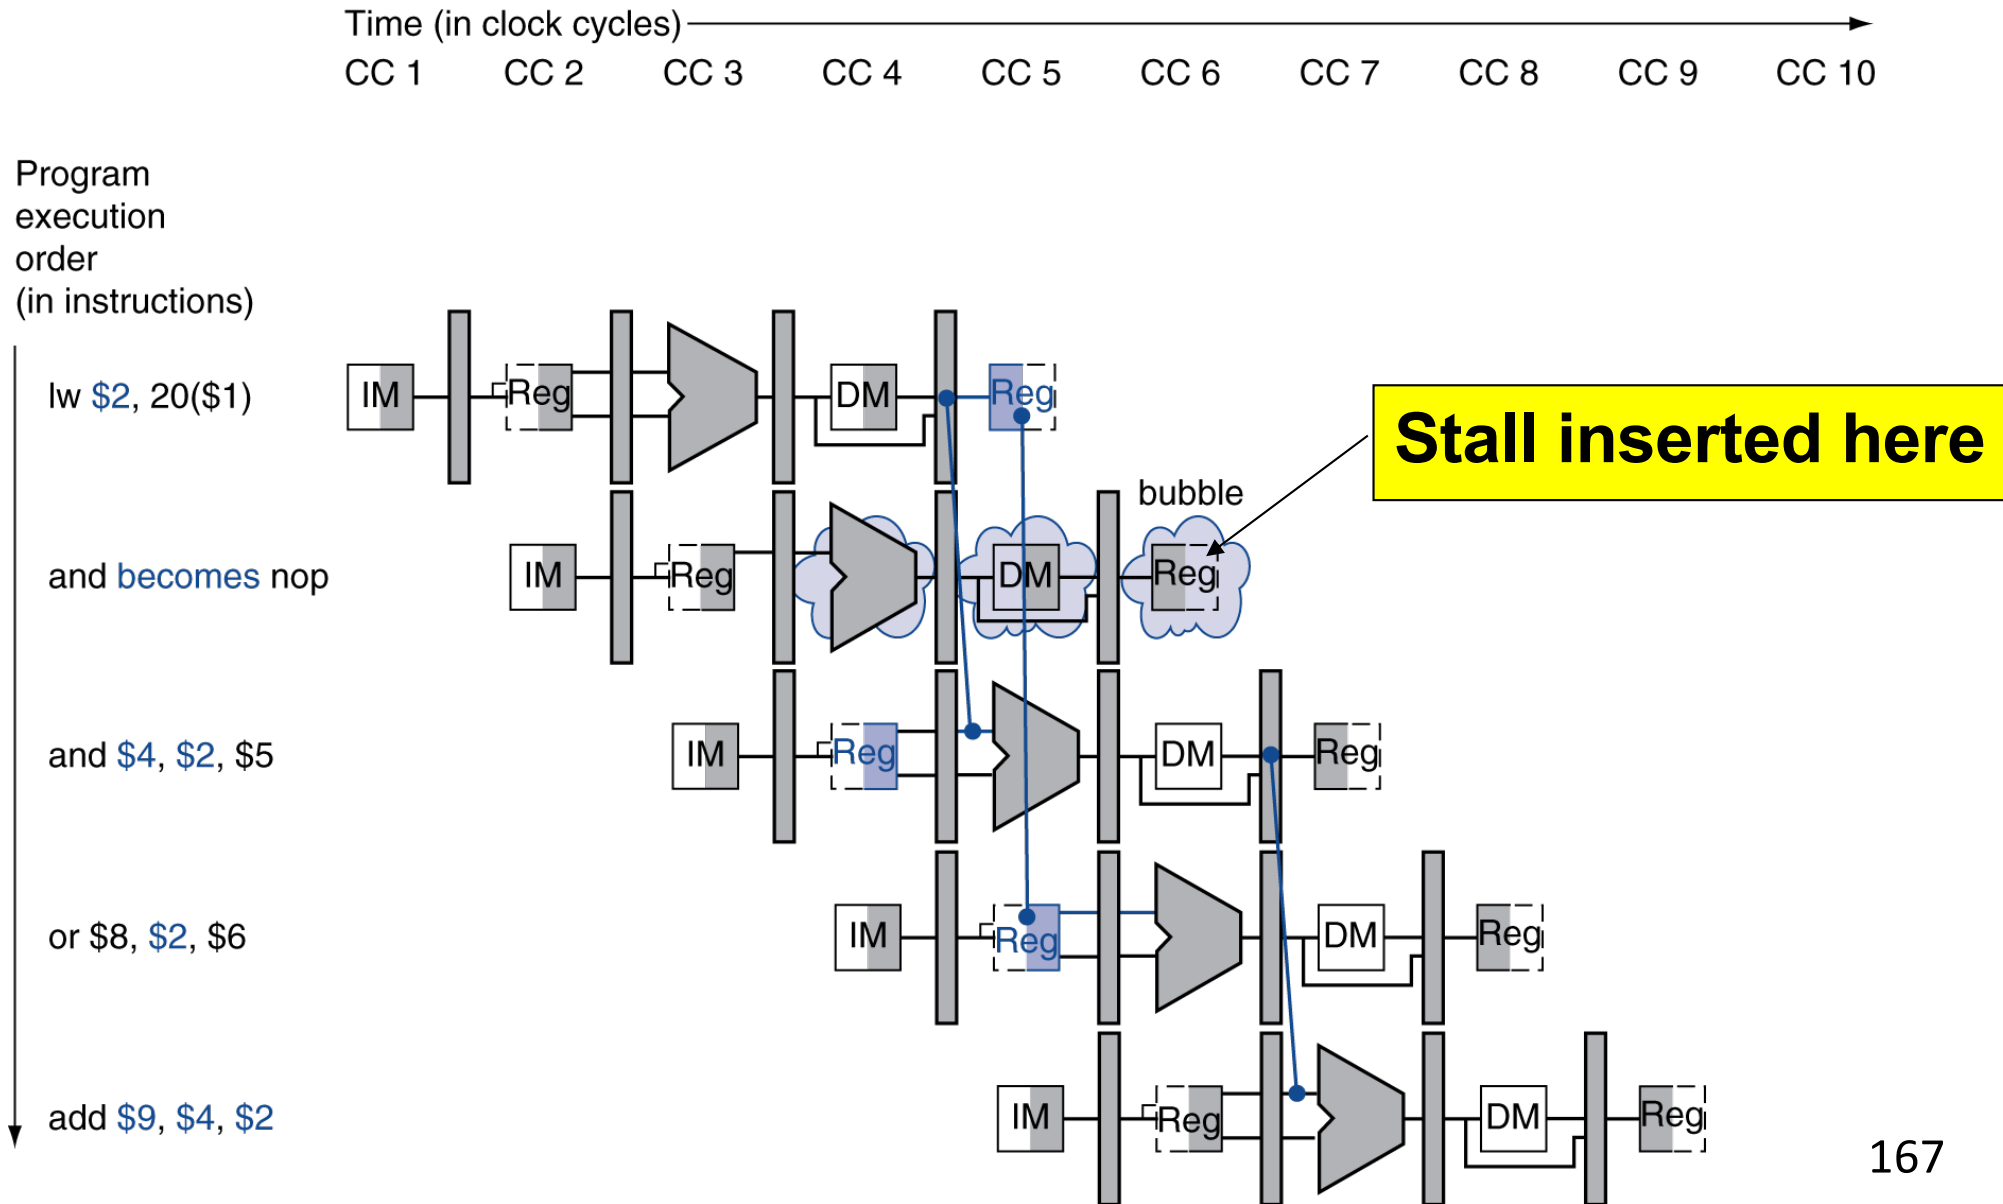 Time (in clock cycles)
CC 1 CC 2 CC 3 CC 4 CC 5 CC 6 CC 7 CC 8 CC 9 CC 10
Program
execution
order
(in instructions)
lw $2, 20($1)
IM Reg DM Reg
Stall inserted here
bubble
and becomes nop
IM Reg DM Reg
and $4, $2, $5
IM Reg DM Reg
or $8, $2, $6
IM Reg DM Reg
add $9, $4, $2
IM Reg DM Reg
167